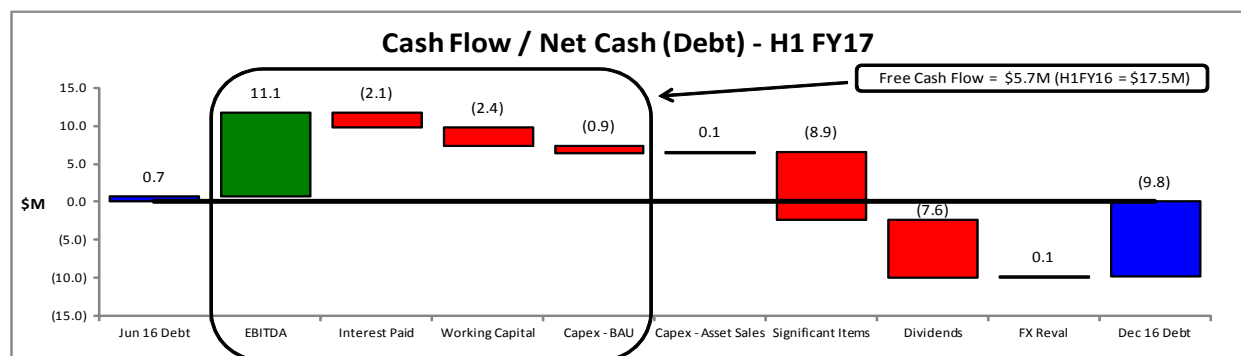 Cash Flow / Net Cash (Debt) - H1 FY17
Free Cash Flow = $5.7M (H1FY16 = $17.5M)
15.0
10.0
5.0
0.0
(5.0)
(10.0)
(15.0)
$M
0.7
11.1
(2.1)
(2.4)
(0.9)
0.1
(8.9)
(7.6)
0.1
(9.8)
Jun 16 Debt
EBITDA
Interest Paid
Working Capital
Capex - BAU
Capex - Asset Sales
Significant Items
Dividends
FX Reval
Dec 16 Debt